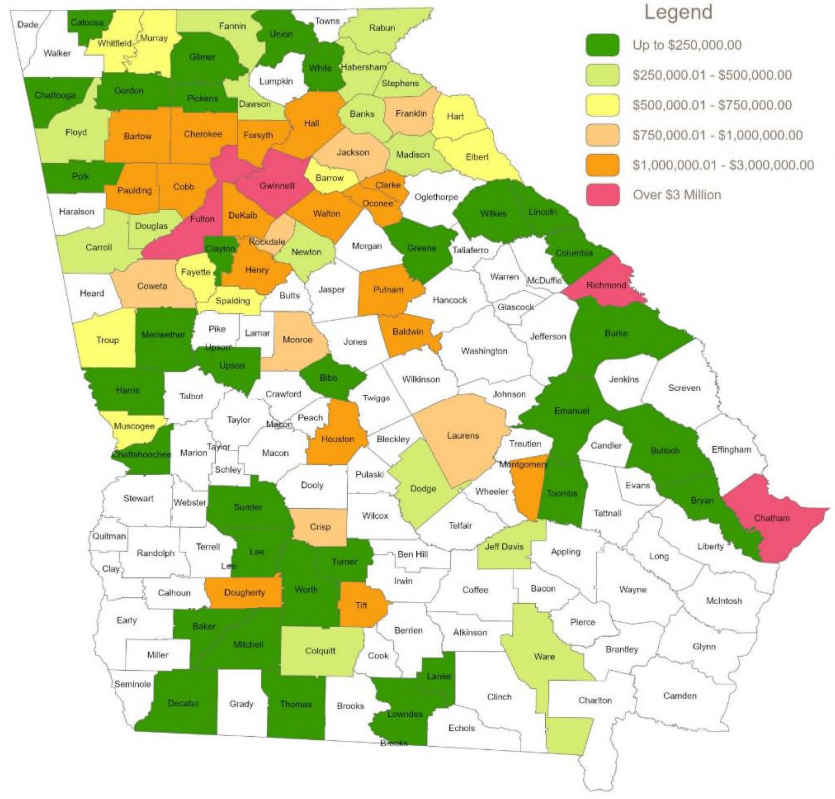 Legend
Up to $250,000.00
$250,000.01 - $500,000.00
$500,000.01 - $750,000.00
$750,000.01 - $1,000,000.00
$1,000,000.01 - $3,000,000.00
Over $3 Million
Dade
Catoosa
Fannin
Towns
Rabun
Walker
Whitfield
Murray
Union
Gilmer
White
Habersham
Lumpkin
Stephens
Chattooga
Gordon
Pickens
Dawson
Banks
Franklin
Hart
Floyd
Bartow
Cherokee
Forsyth
Hall
Jackson
Madison
Elbert
Polk
Paulding
Cobb
Gwinnett
Barrow
Clarke
Oconee
Oglethorpe
Haralson
Fulton
DeKalb
Walton
Wilkes
Lincoln
Douglas
Carroll
Clayton
Rockdale
Newton
Morgan
Greene
Taliaferro
Columbia
Heard
Coweta
Fayette
Henry
Spalding
Butts
Jasper
Putnam
Hancock
Warren
McDuffie
Richmond
Glascock
Troup
Meriwether
Pike
Lamar
Monroe
Jones
Baldwin
Washington
Jefferson
Burke
Upson
Upson
Harris
Talbot
Crawford
Bibb
Twiggs
Wilkinson
Johnson
Jenkins
Screven
Muscogee
Taylor
Peach
Macon
Houston
Bleckley
Laurens
Emanuel
Treutlen
Candler
Bulloch
Effingham
Chattahoochee
Marion
Taylor
Macon
Schley
Dooly
Pulaski
Dodge
Wheeler
Montgomery
Toombs
Tattnall
Evans
Bryan
Chatham
Stewart
Webster
Sumter
Crisp
Wilcox
Telfair
Quitman
Randolph
Terrell
Lee
Lee
Turner
Ben Hill
Jeff Davis
Appling
Long
Liberty
Clay
Calhoun
Dougherty
Worth
Tift
Irwin
Coffee
Bacon
Wayne
McIntosh
Early
Baker
Mitchell
Colquitt
Berrien
Atkinson
Pierce
Brantley
Glynn
Miller
Cook
Ware
Seminole
Decatur
Grady
Thomas
Brooks
Lanier
Lowndes
Clinch
Charlton
Camden
Echols
Brooks